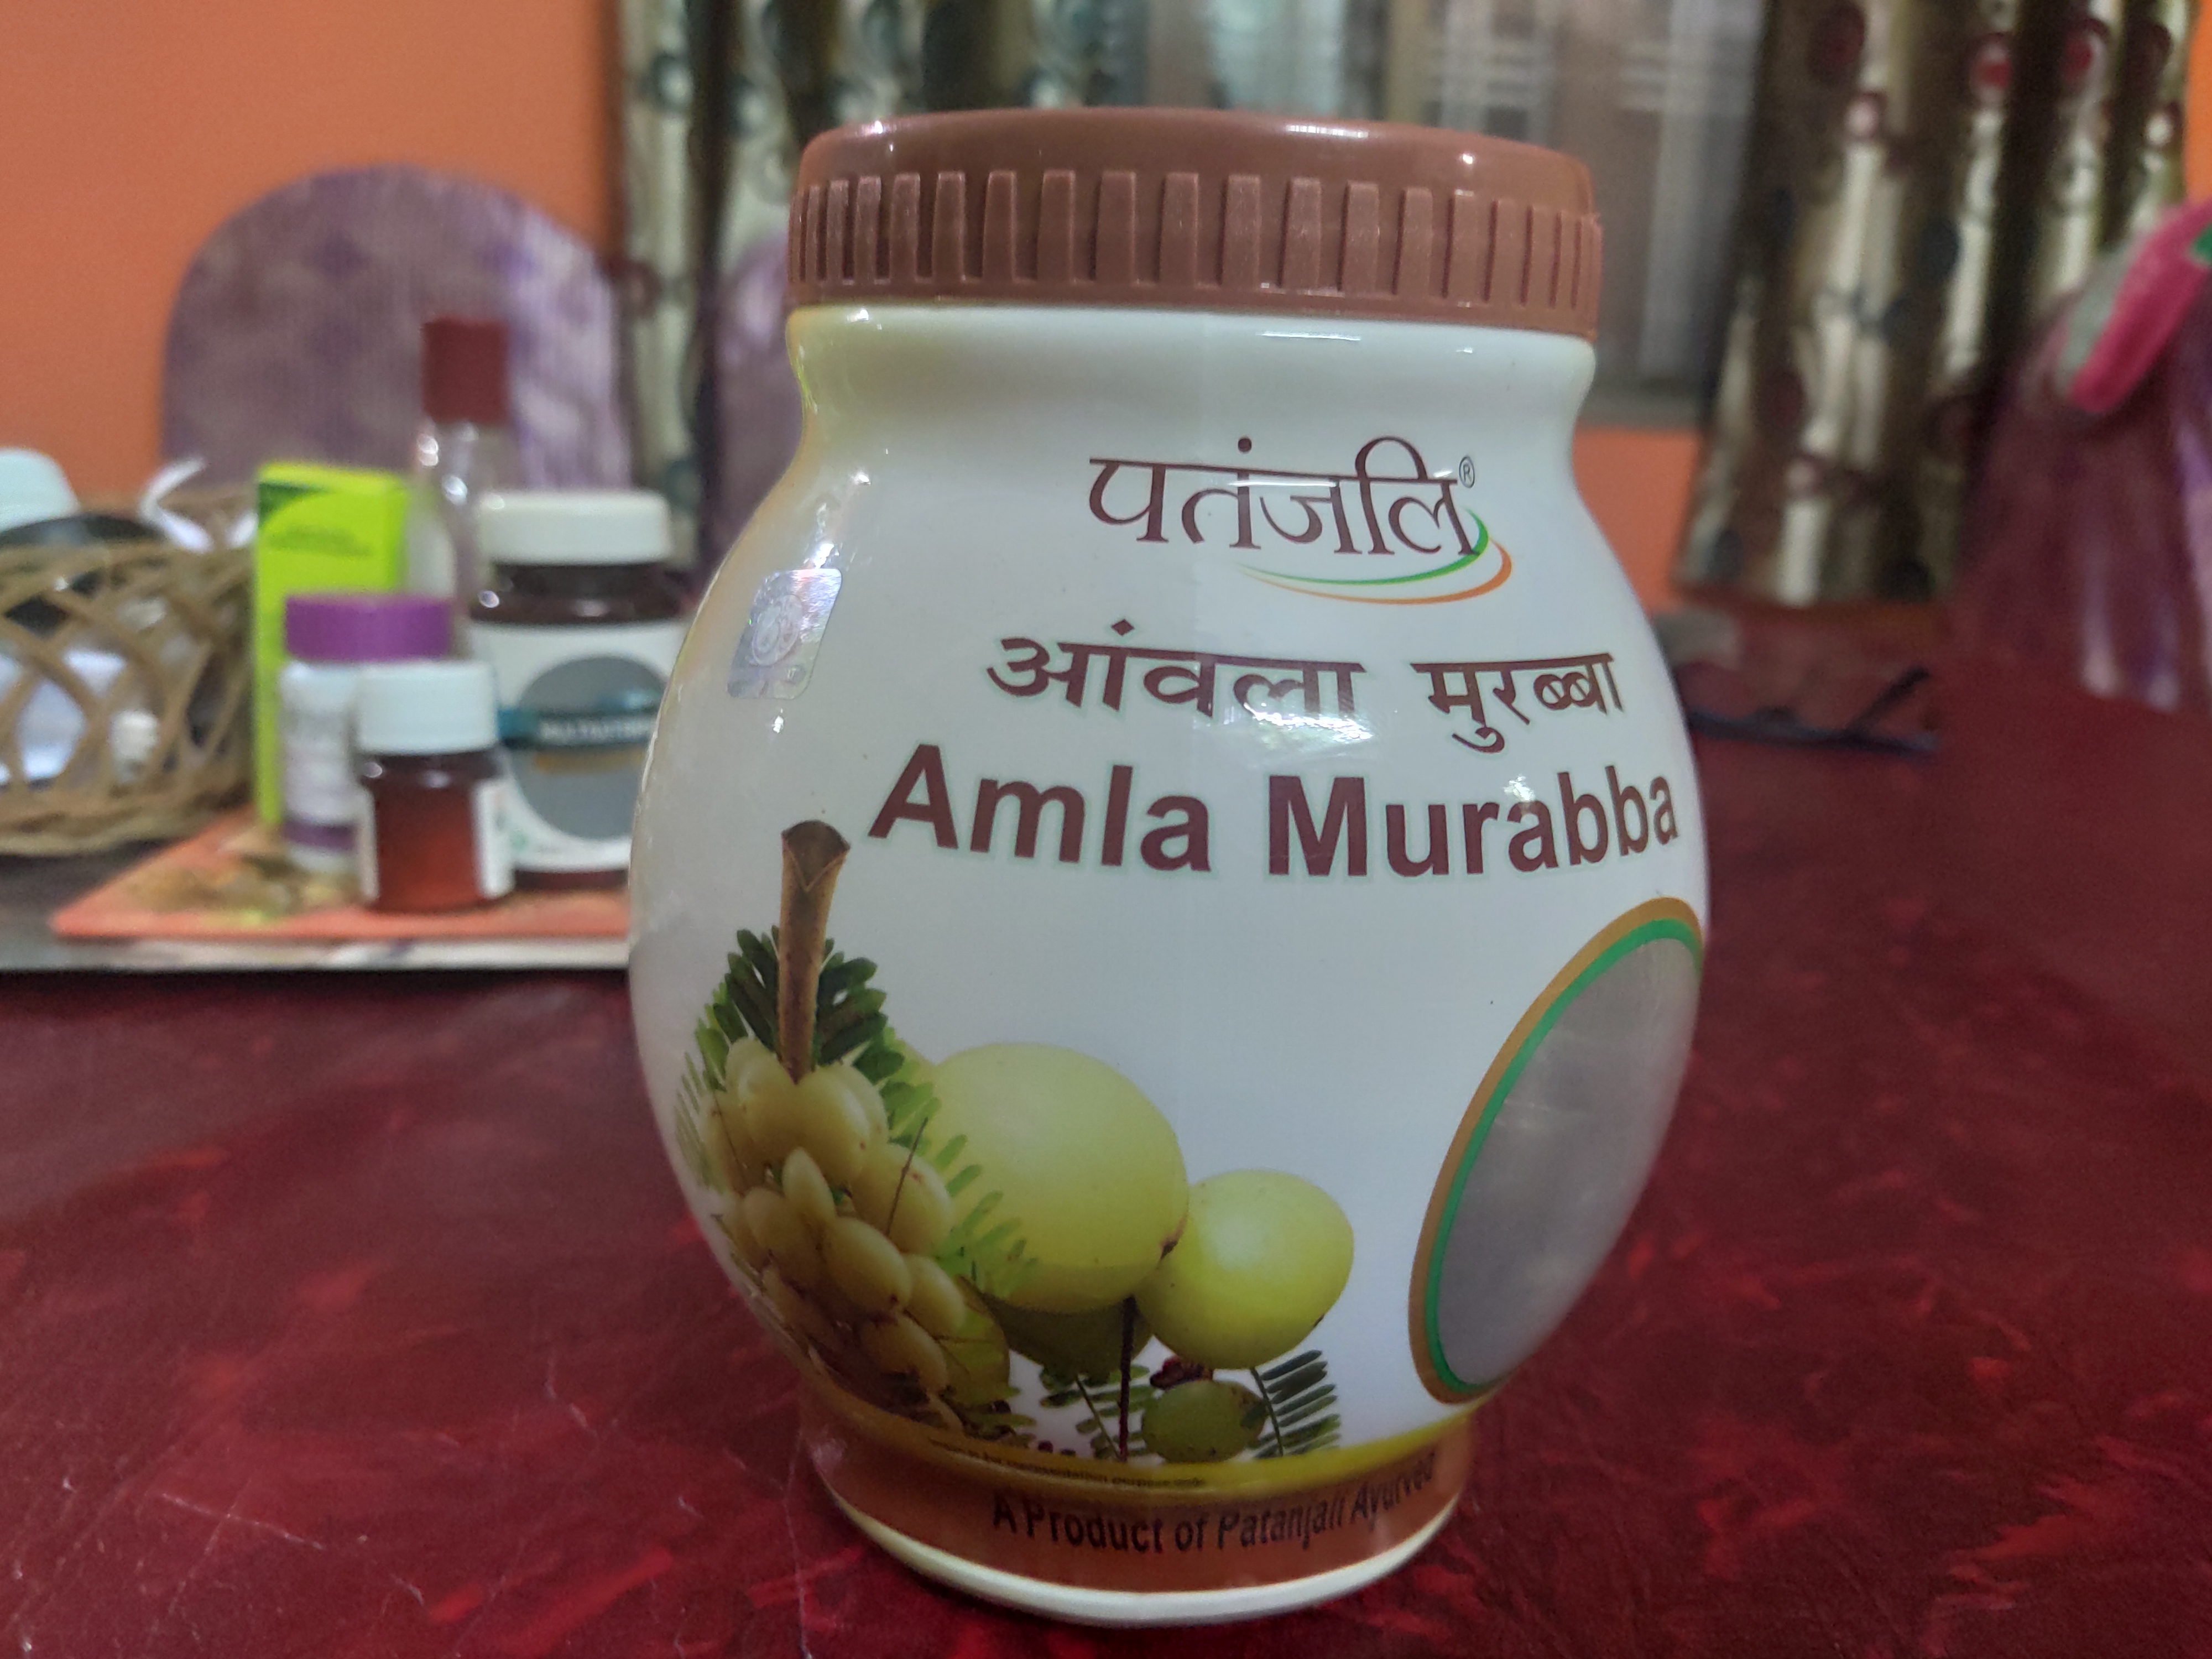 पतंजलि®
आंवला मुरब्बा
Amla Murabba
A Product of Patanjali Ayurved